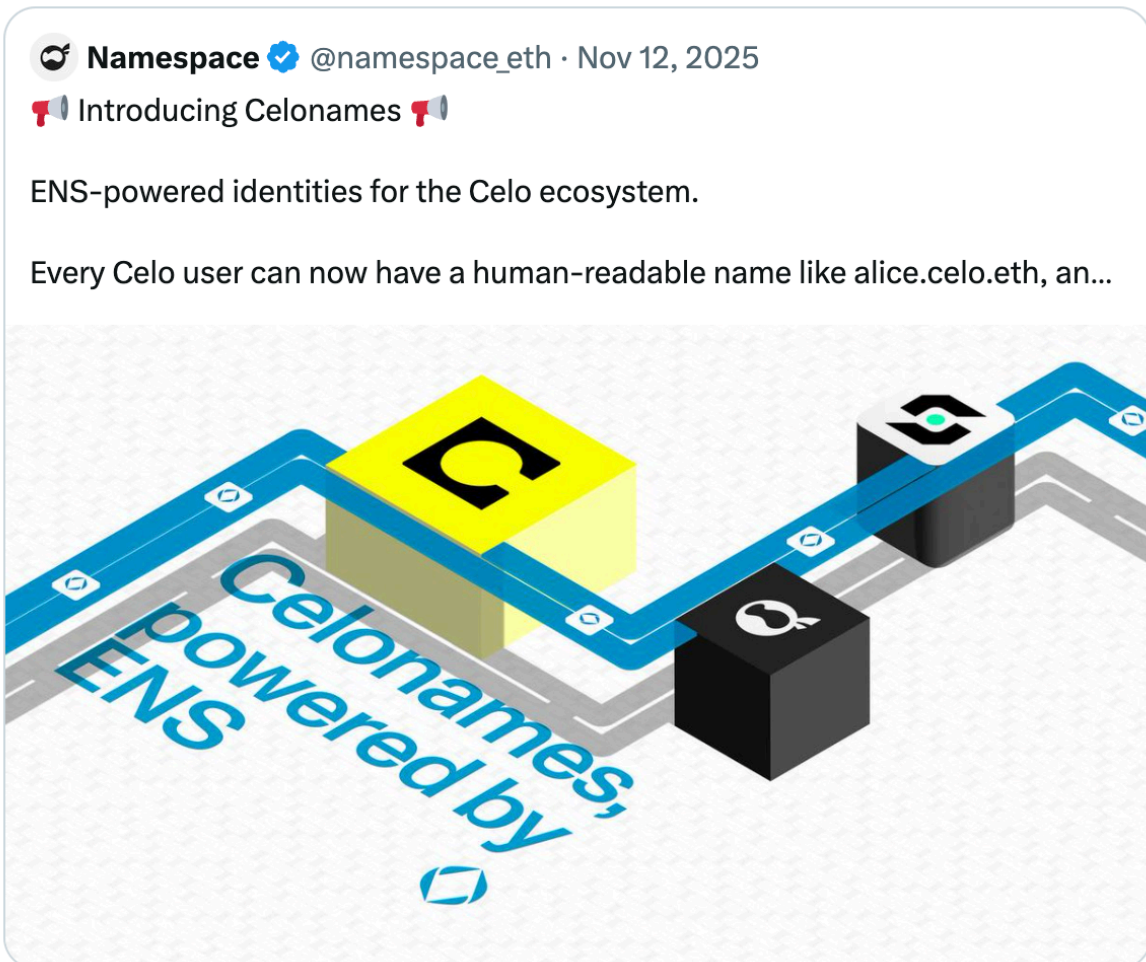 Namespace @namespace_eth · Nov 12, 2025
📢 Introducing Celonames 📢
ENS-powered identities for the Celo ecosystem.
Every Celo user can now have a human-readable name like alice.celo.eth, an...
Celonames,
powered by
ENS